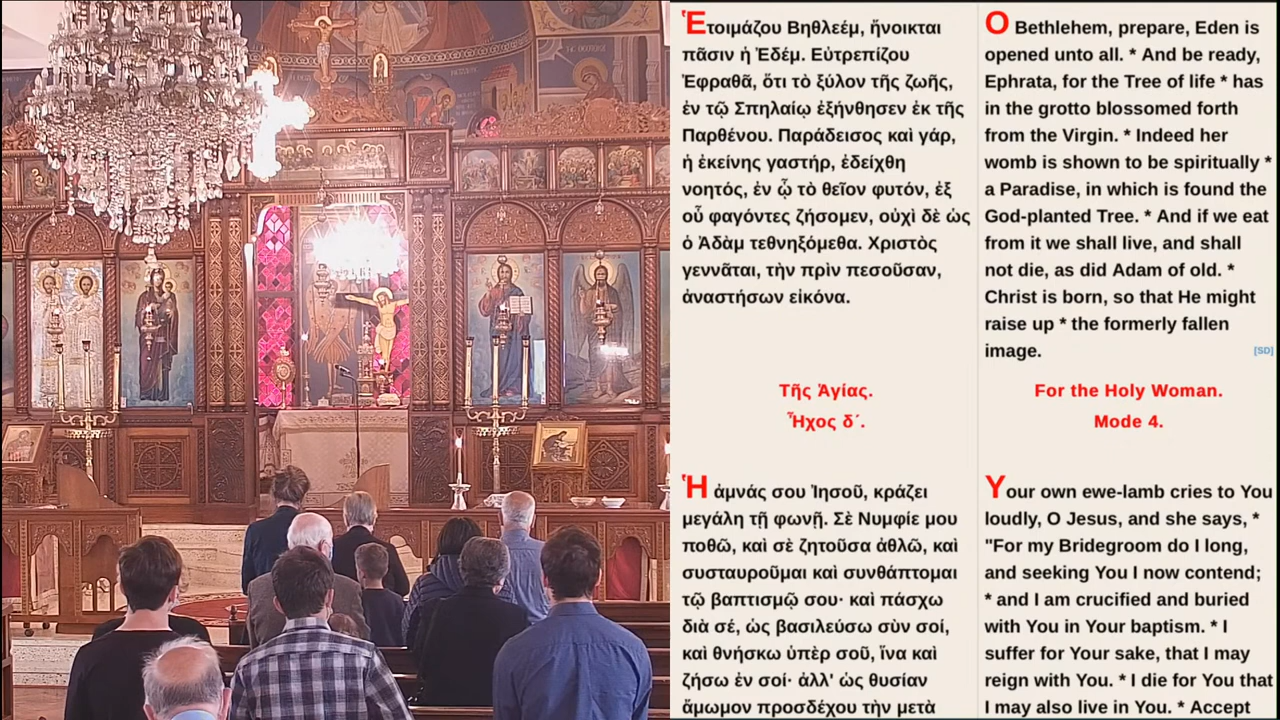 Ἑτοιμάζου Βηθλεέμ, ἤνοικται
πᾶσιν ἡ Ἐδέμ. Εὐτρεπίζου
Ἐφραθᾶ, ὅτι τὸ ξύλον τῆς ζωῆς,
ἐν τῷ Σπηλαίῳ ἐξήνθησεν ἐκ τῆς
Παρθένου. Παράδεισος καὶ γάρ,
ἡ ἐκείνης γαστήρ, ἐδείχθη
νοητός, ἐν ᾧ τὸ θεῖον φυτόν, ἐξ
οὗ φαγόντες ζήσομεν, οὐχὶ δὲ ὡς
ὁ Ἀδὰμ τεθνηξόμεθα. Χριστὸς
γεννᾶται, τὴν πρὶν πεσοῦσαν,
ἀναστήσων εἰκόνα.
Τῆς Ἁγίας.
Ἦχος δ´.
Ἡ ἀμνάς σου Ἰησοῦ, κράζει
μεγάλη τῇ φωνῇ. Σὲ Νυμφίε μου
ποθῶ, καὶ σὲ ζητοῦσα ἀθλῶ, καὶ
συσταυροῦμαι καὶ συνθάπτομαι
τῷ βαπτισμῷ σου· καὶ πάσχω
διὰ σέ, ὡς βασιλεύσω σὺν σοί,
καὶ θνήσκω ὑπὲρ σοῦ, ἵνα καὶ
ζήσω ἐν σοί· ἀλλ' ὡς θυσίαν
ἄμωμον προσδέχου τὴν μετὰ
O Bethlehem, prepare, Eden is
opened unto all. * And be ready,
Ephrata, for the Tree of life * has
in the grotto blossomed forth
from the Virgin. * Indeed her
womb is shown to be spiritually *
a Paradise, in which is found the
God-planted Tree. * And if we eat
from it we shall live, and shall
not die, as did Adam of old. *
Christ is born, so that He might
raise up * the formerly fallen
image. [SD]
For the Holy Woman.
Mode 4.
Your own ewe-lamb cries to You
loudly, O Jesus, and she says, *
"For my Bridegroom do I long,
and seeking You I now contend;
* and I am crucified and buried
with You in Your baptism. * I
suffer for Your sake, that I may
reign with You. * I die for You that
I may also live in You. * Accept